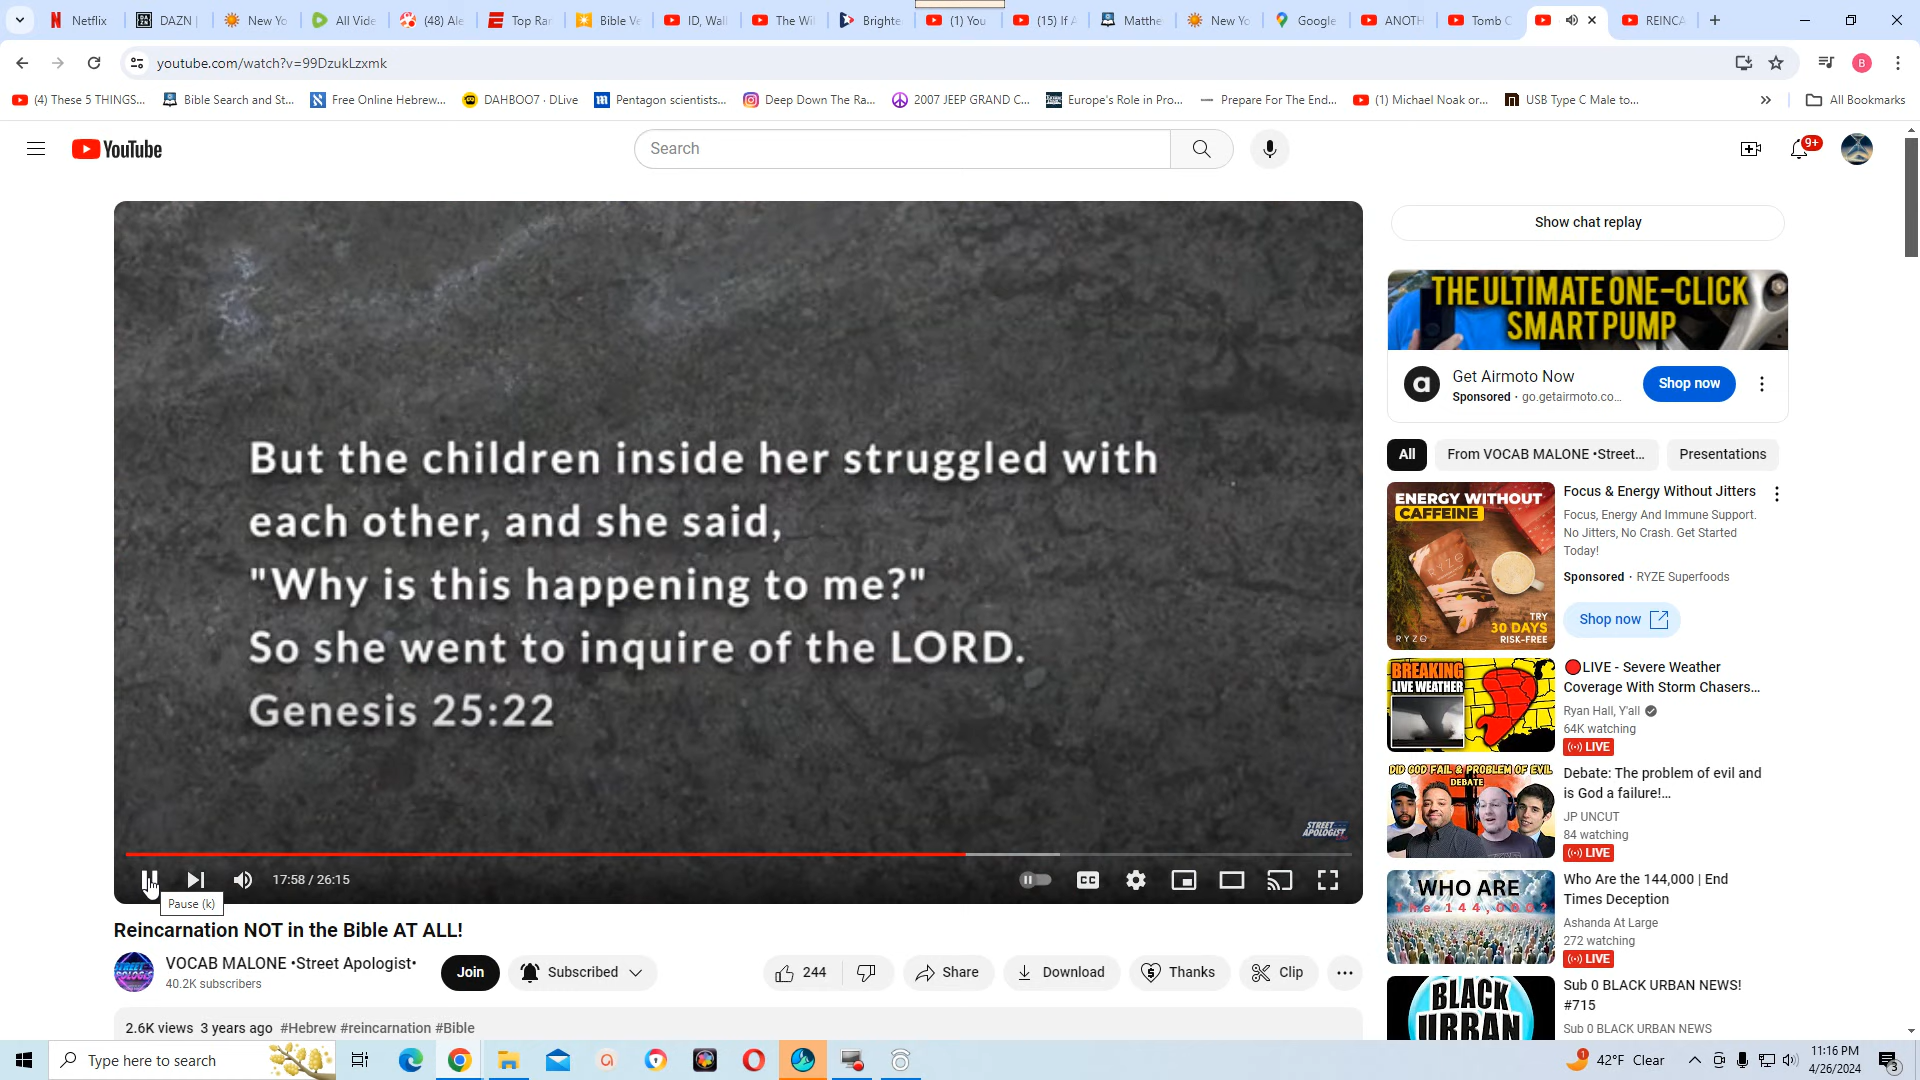 Netflix
DAZN |
New Yo
All Vide
(48) Ale
Top Ra
Bible Ve
ID, Wal
The Wi
Brighte
(1) You
(15) If A
Matthe
New Yo
Google
ANOTH
Tomb C
REINCA
youtube.com/watch?v=99DzukLzxmk
B
(4) These 5 THINGS...
Bible Search and St...
Free Online Hebrew...
DAHBOO7 · DLive
Pentagon scientists...
Deep Down The Ra...
2007 JEEP GRAND C...
Europe's Role in Pro...
Prepare For The End...
(1) Michael Noak or...
USB Type C Male to...
All Bookmarks
YouTube
Search
9+
But the children inside her struggled with
each other, and she said,
"Why is this happening to me?"
So she went to inquire of the LORD.
Genesis 25:22
STREET
APOLOGIST
17:58 / 26:15
CC
Pause (k)
Reincarnation NOT in the Bible AT ALL!
VOCAB MALONE •Street Apologist•
40.2K subscribers
Join
Subscribed
244
Share
Download
Thanks
Clip
2.6K views 3 years ago #Hebrew #reincarnation #Bible
Show chat replay
THE ULTIMATE ONE-CLICK
SMART PUMP
a
Get Airmoto Now
Sponsored · go.getairmoto.co...
Shop now
All
From VOCAB MALONE •Street...
Presentations
ENERGY WITHOUT
CAFFEINE
RYZE
TRY
30 DAYS
RISK-FREE
Focus & Energy Without Jitters
Focus, Energy And Immune Support.
No Jitters, No Crash. Get Started
Today!
Sponsored · RYZE Superfoods
Shop now
BREAKING
LIVE WEATHER
LIVE - Severe Weather
Coverage With Storm Chasers...
Ryan Hall, Y'all
64K watching
LIVE
DID GOD FAIL & PROBLEM OF EVIL
DEBATE
Debate: The problem of evil and
is God a failure!...
JP UNCUT
84 watching
LIVE
WHO ARE
The 144,000?
Who Are the 144,000 | End
Times Deception
Ashanda At Large
272 watching
LIVE
BLACK
URBAN
Sub 0 BLACK URBAN NEWS!
#715
Sub 0 BLACK URBAN NEWS
Type here to search
1
42°F Clear
11:16 PM
4/26/2024
3